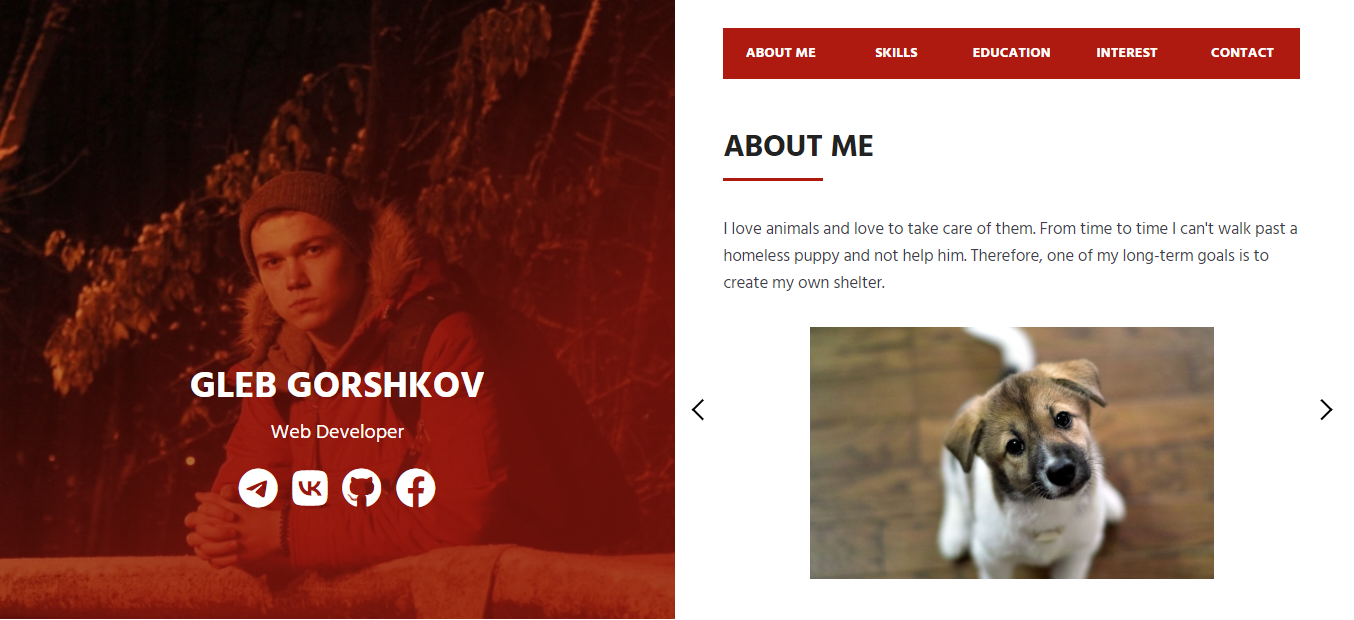 GLEB GORSHKOV
Web Developer
ABOUT ME SKILLS EDUCATION INTEREST CONTACT
ABOUT ME
I love animals and love to take care of them. From time to time I can't walk past a
homeless puppy and not help him. Therefore, one of my long-term goals is to
create my own shelter.